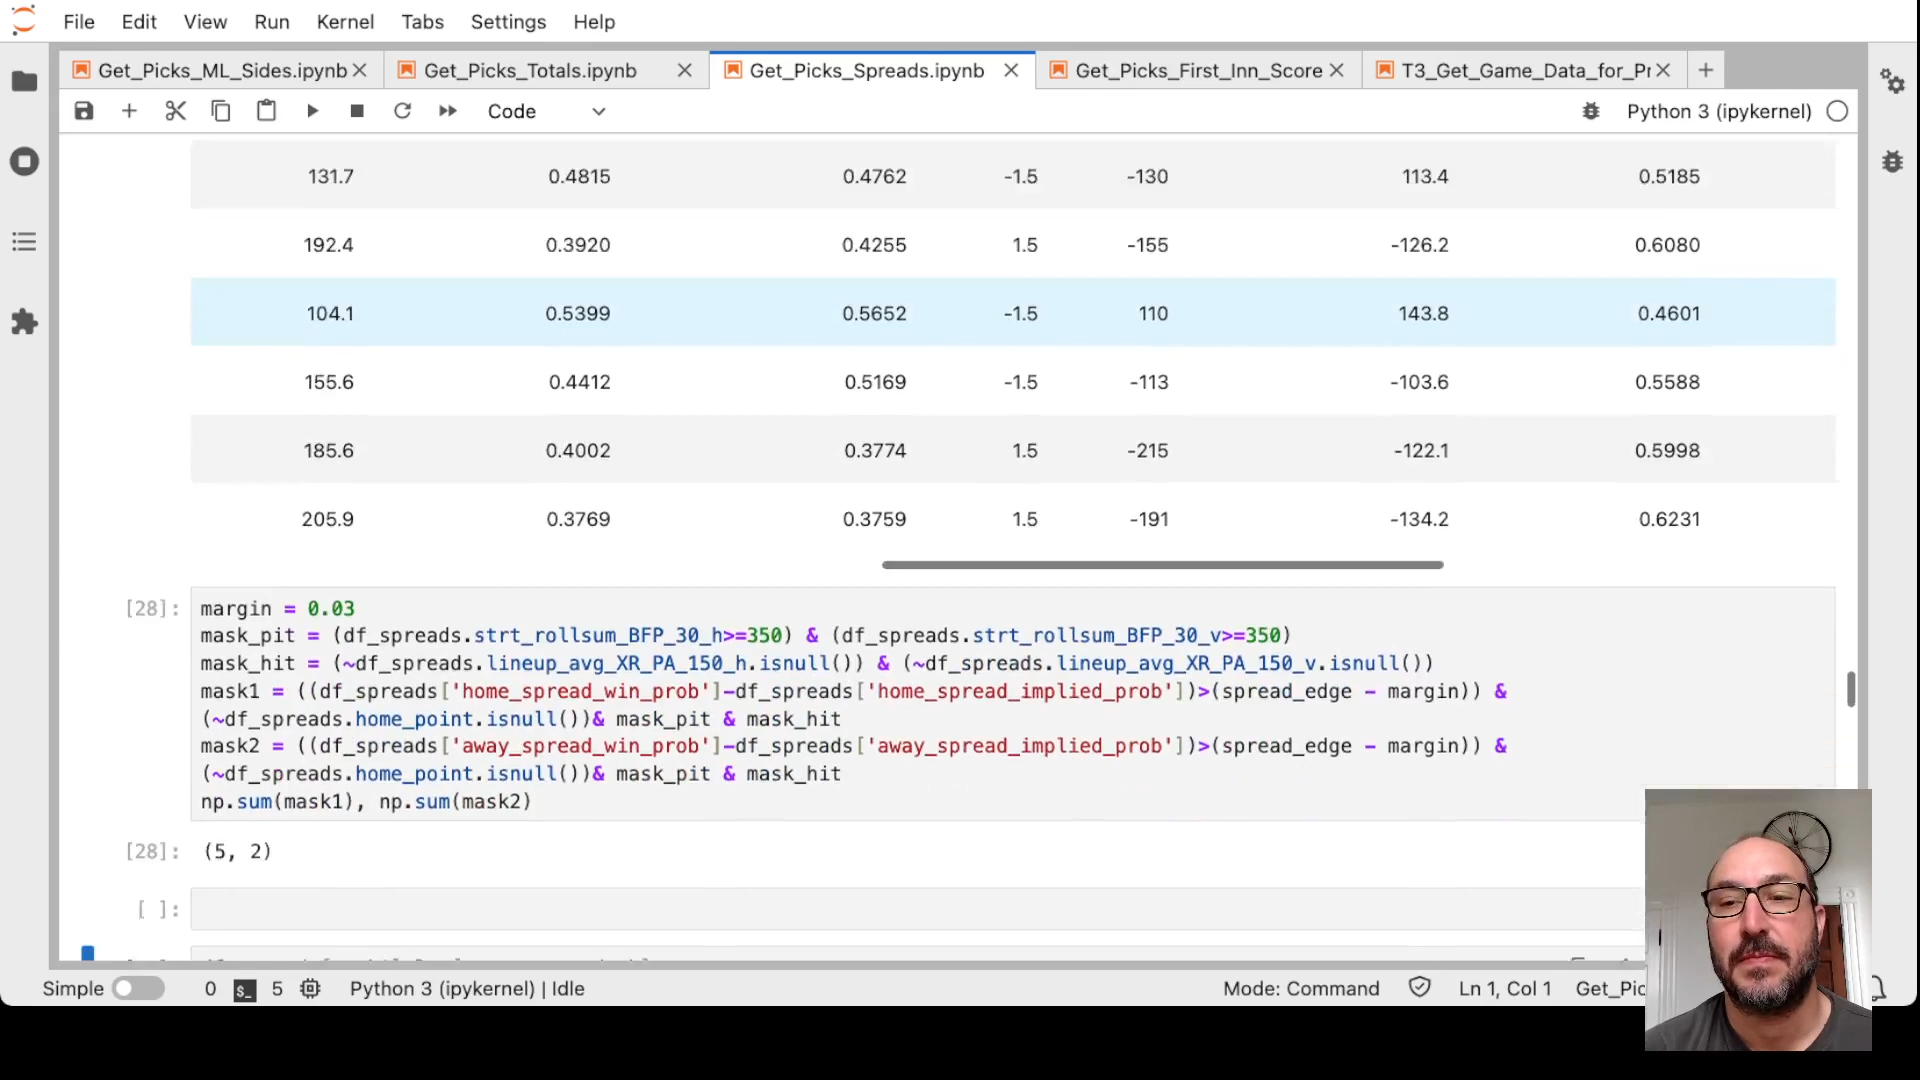 File Edit View Run Kernel Tabs Settings Help
Get_Picks_ML_Sides.ipynb Get_Picks_Totals.ipynb Get_Picks_Spreads.ipynb Get_Picks_First_Inn_Score T3_Get_Game_Data_for_Pr
Code Python 3 (ipykernel)
131.7 0.4815 0.4762 -1.5 -130 113.4 0.5185
192.4 0.3920 0.4255 1.5 -155 -126.2 0.6080
104.1 0.5399 0.5652 -1.5 110 143.8 0.4601
155.6 0.4412 0.5169 -1.5 -113 -103.6 0.5588
185.6 0.4002 0.3774 1.5 -215 -122.1 0.5998
205.9 0.3769 0.3759 1.5 -191 -134.2 0.6231
[28]: margin = 0.03
mask_pit = (df_spreads.strt_rollsum_BFP_30_h>=350) & (df_spreads.strt_rollsum_BFP_30_v>=350)
mask_hit = (~df_spreads.lineup_avg_XR_PA_150_h.isnull()) & (~df_spreads.lineup_avg_XR_PA_150_v.isnull())
mask1 = ((df_spreads['home_spread_win_prob']-df_spreads['home_spread_implied_prob'])>(spread_edge - margin)) &
(~df_spreads.home_point.isnull())& mask_pit & mask_hit
mask2 = ((df_spreads['away_spread_win_prob']-df_spreads['away_spread_implied_prob'])>(spread_edge - margin)) &
(~df_spreads.home_point.isnull())& mask_pit & mask_hit
np.sum(mask1), np.sum(mask2)
[28]: (5, 2)
[ ]:
Simple 0 $_ 5 Python 3 (ipykernel) | Idle Mode: Command Ln 1, Col 1 Get_Pic